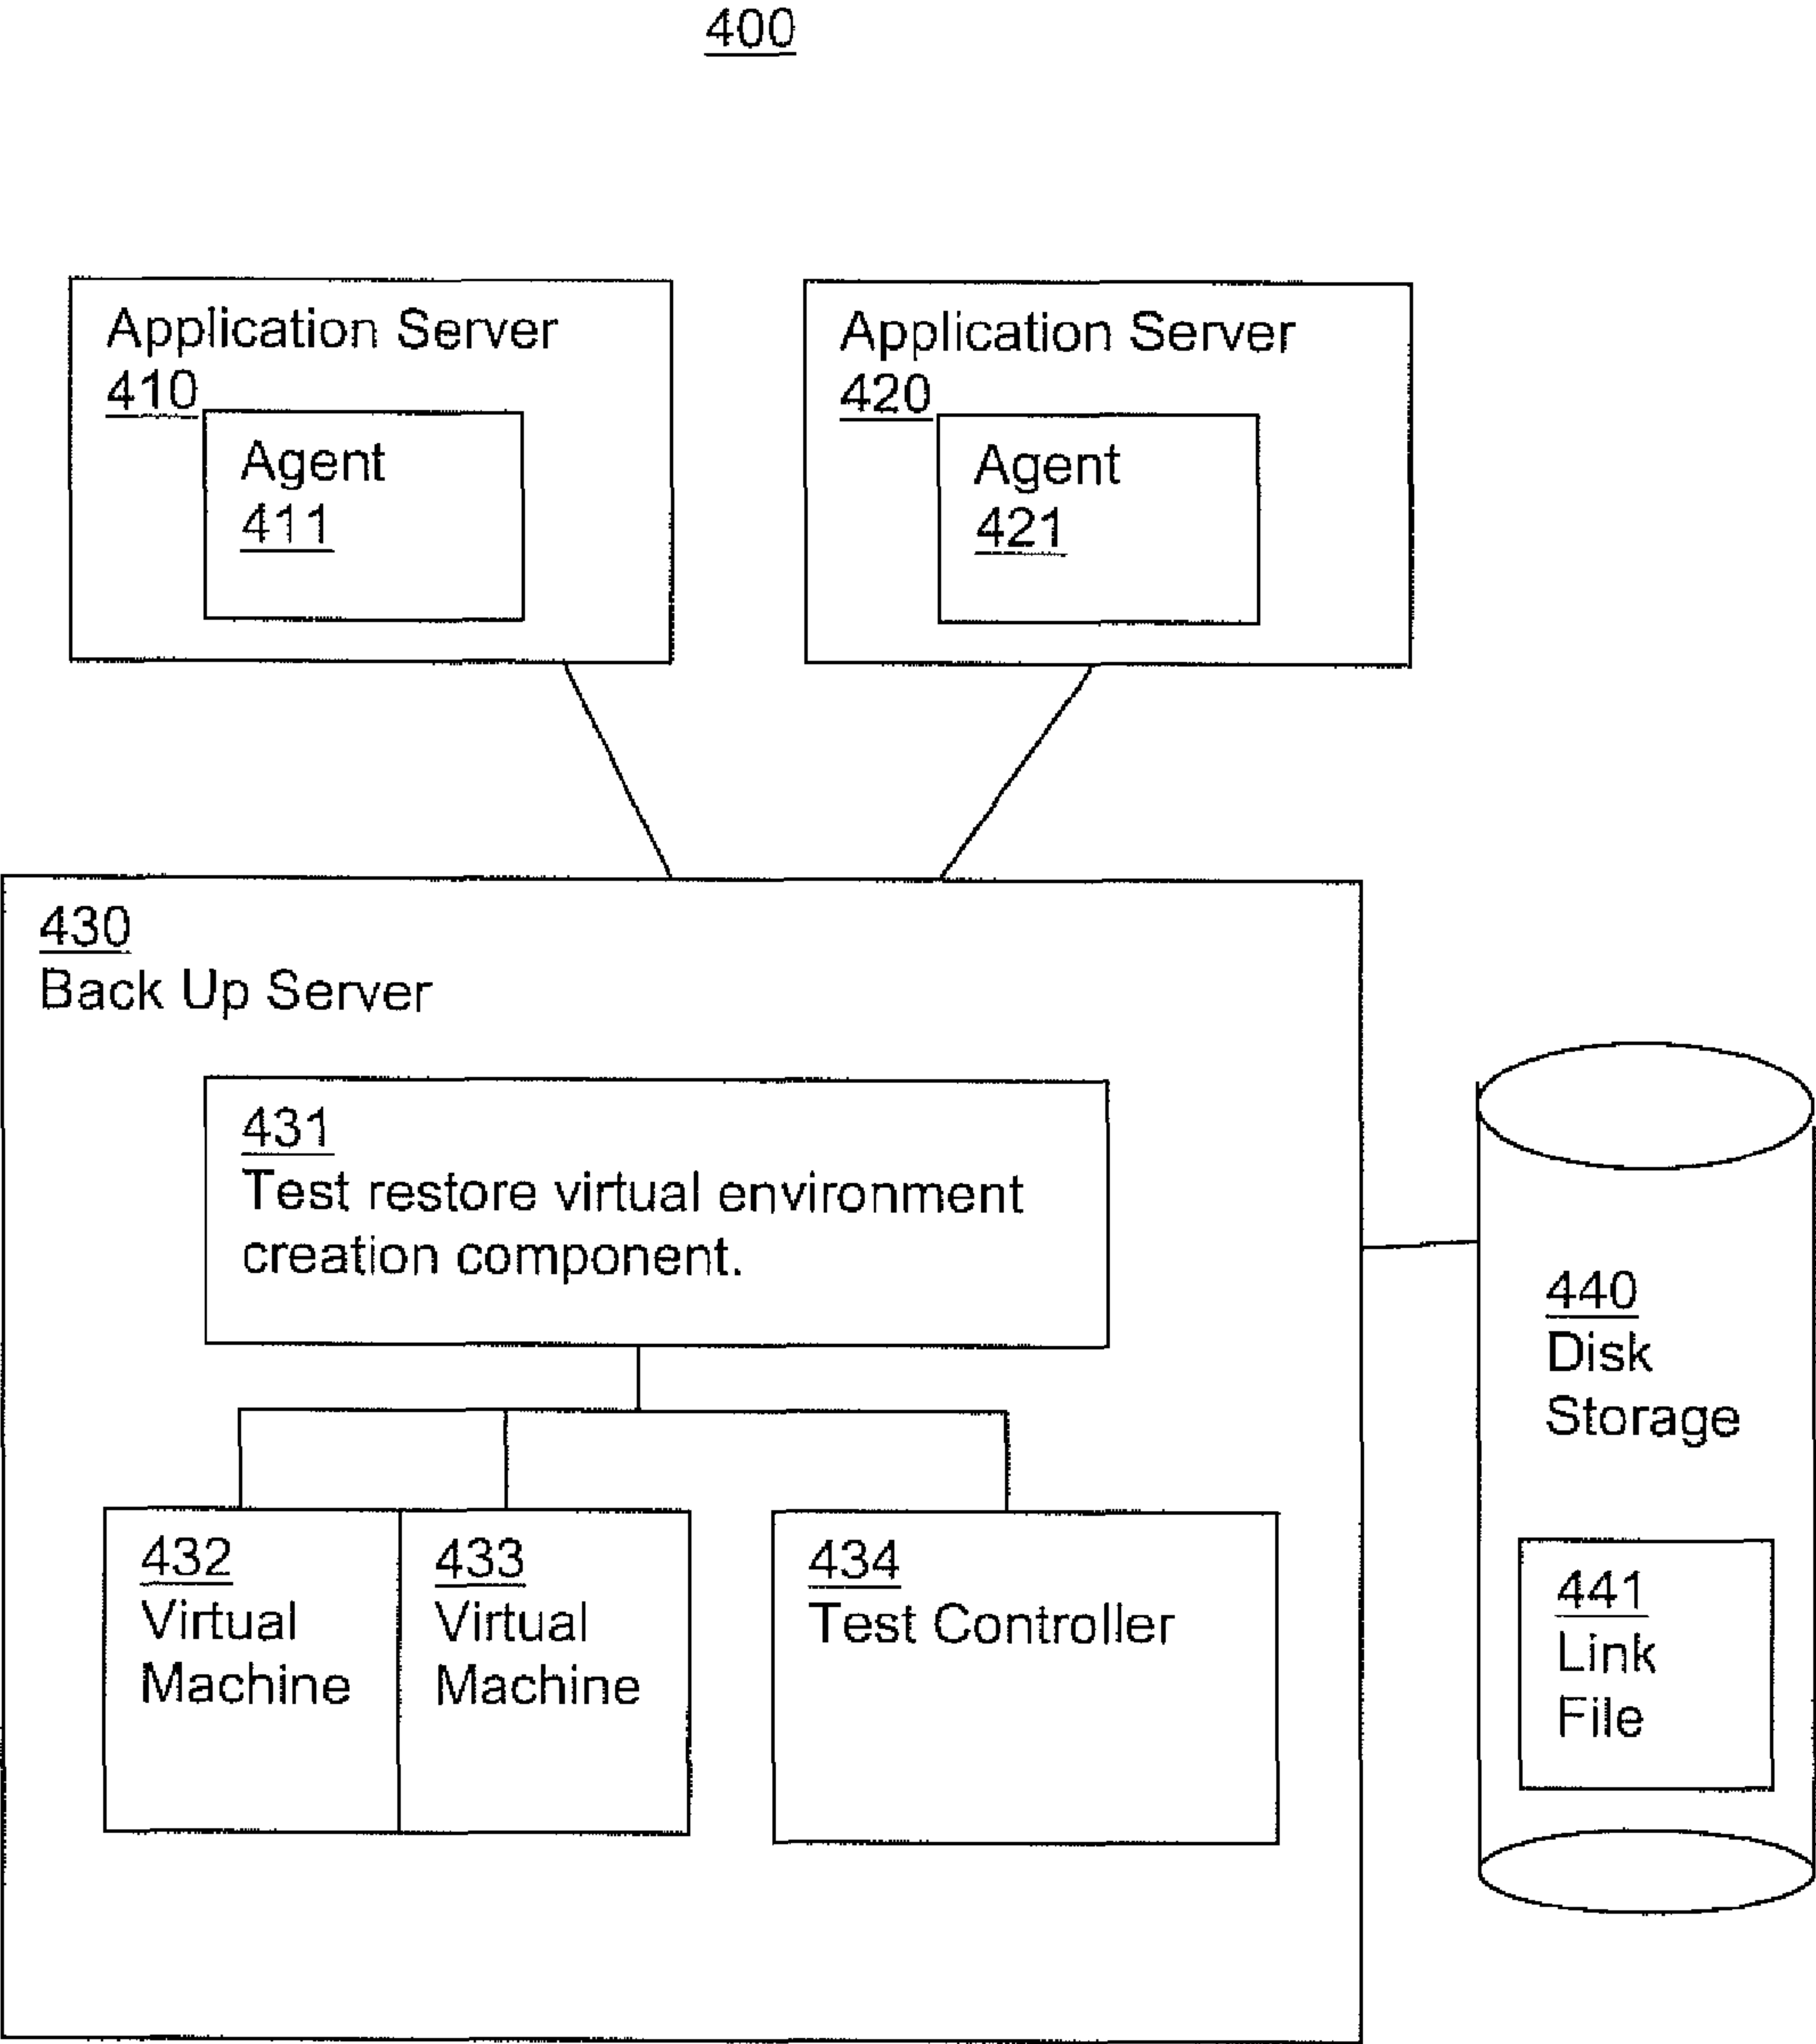 400
Application Server
410
Agent
411
Application Server
420
Agent
421
430
Back Up Server
431
Test restore virtual environment
creation component.
432
Virtual
Machine
433
Virtual
Machine
434
Test Controller
440
Disk
Storage
441
Link
File